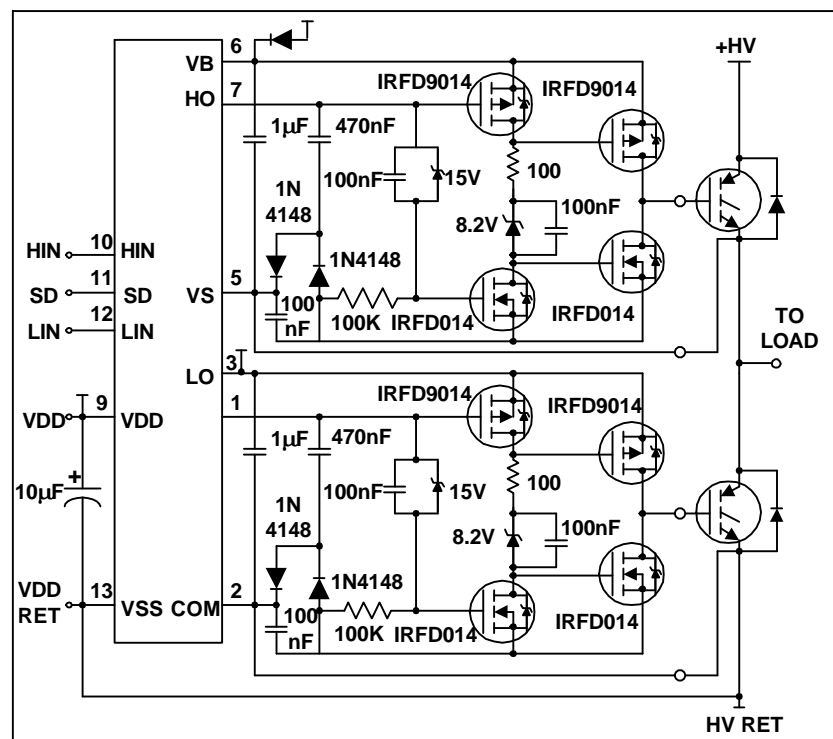 6
VB
+HV
IRFD9014
HO
7
IRFD9014
1µF
470nF
100nF
15V
100
1N
4148
8.2V
100nF
HIN
10
HIN
1N4148
SD
11
SD
VS
5
LIN
12
LIN
100
nF
100K
IRFD014
IRFD014
TO
LOAD
LO
3
IRFD9014
IRFD9014
VDD
9
VDD
1
1µF
470nF
100nF
15V
100
10µF
+
1N
4148
8.2V
100nF
1N4148
VDD
RET
13
VSS
COM
2
100
nF
100K
IRFD014
IRFD014
HV RET